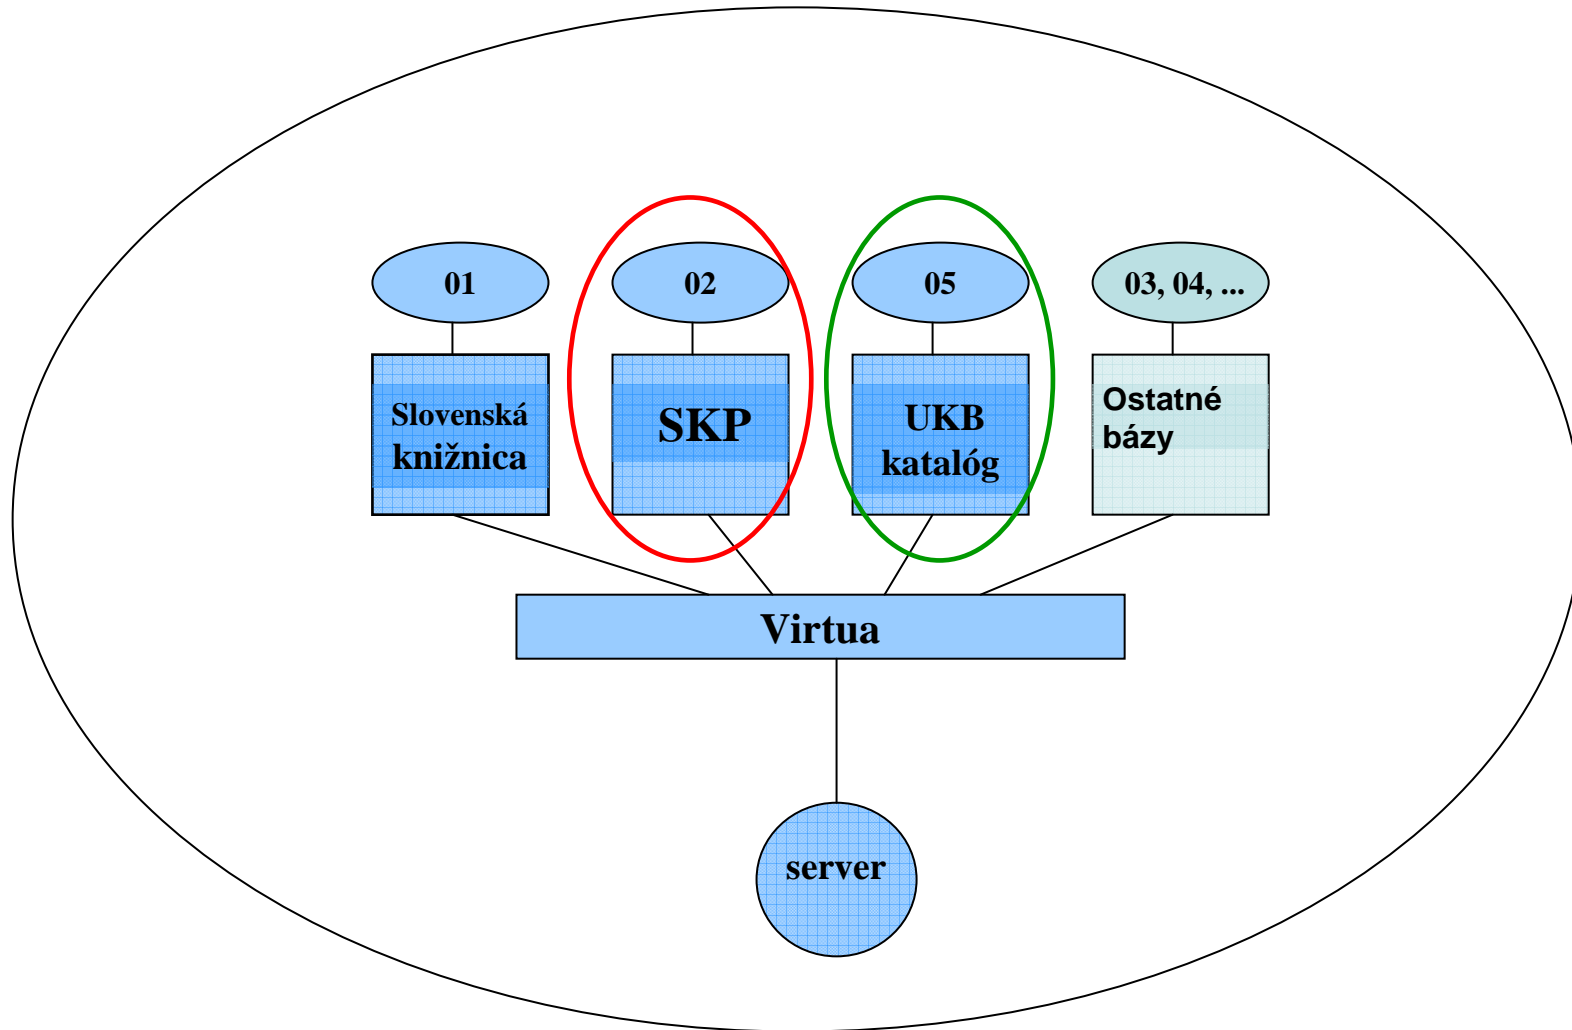 01
02
05
03, 04, ...
Slovenská
knižnica
SKP
UKB
katalóg
Ostatné
bázy
Virtua
server